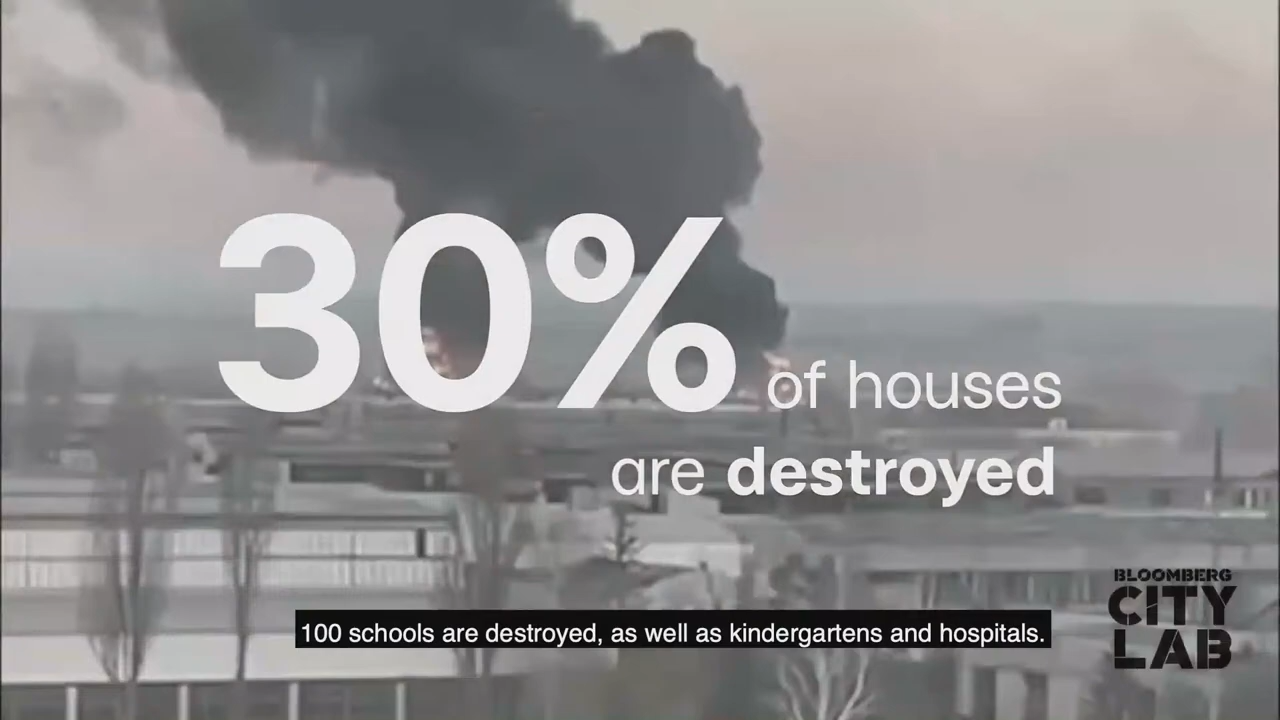 30% of houses
are destroyed
BLOOMBERG
CITY
LAB
100 schools are destroyed, as well as kindergartens and hospitals.